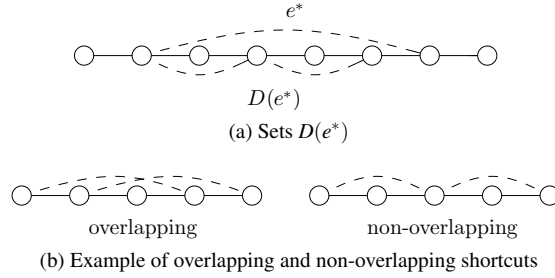 e*
D(e*)
(a) Sets D(e*)
overlapping non-overlapping
(b) Example of overlapping and non-overlapping shortcuts